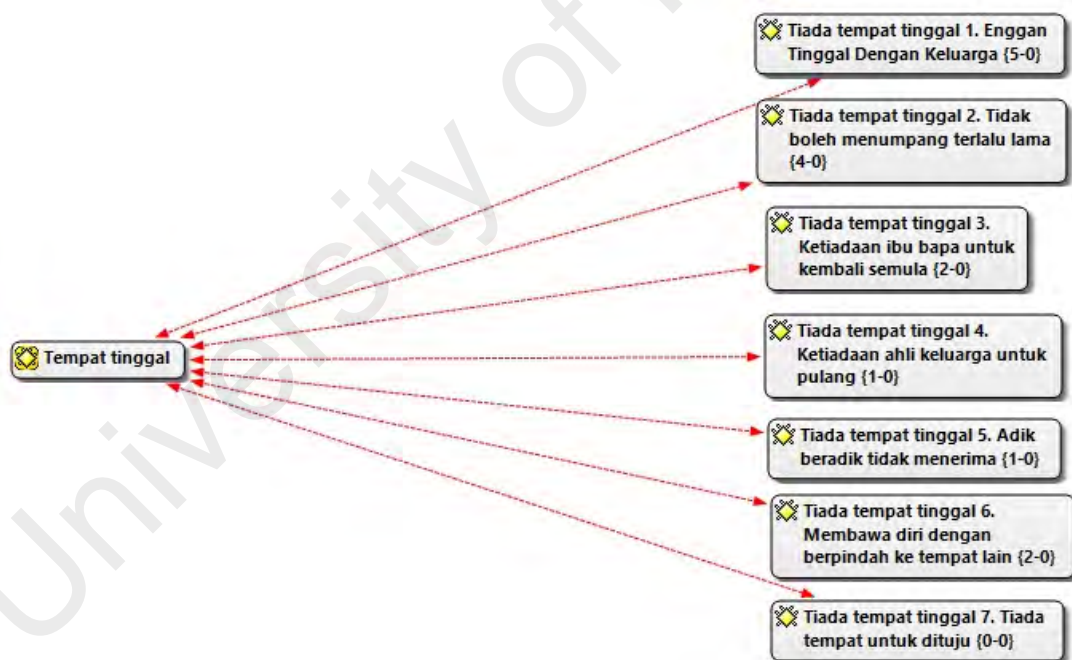 Tiada tempat tinggal 1. Enggan
Tinggal Dengan Keluarga {5-0}
Tiada tempat tinggal 2. Tidak
boleh menumpang terlalu lama
{4-0}
Tiada tempat tinggal 3.
Ketiadaan ibu bapa untuk
kembali semula {2-0}
Tempat tinggal
Tiada tempat tinggal 4.
Ketiadaan ahli keluarga untuk
pulang {1-0}
Tiada tempat tinggal 5. Adik
beradik tidak menerima {1-0}
Tiada tempat tinggal 6.
Membawa diri dengan
berpindah ke tempat lain {2-0}
Tiada tempat tinggal 7. Tiada
tempat untuk dituju {0-0}
University of